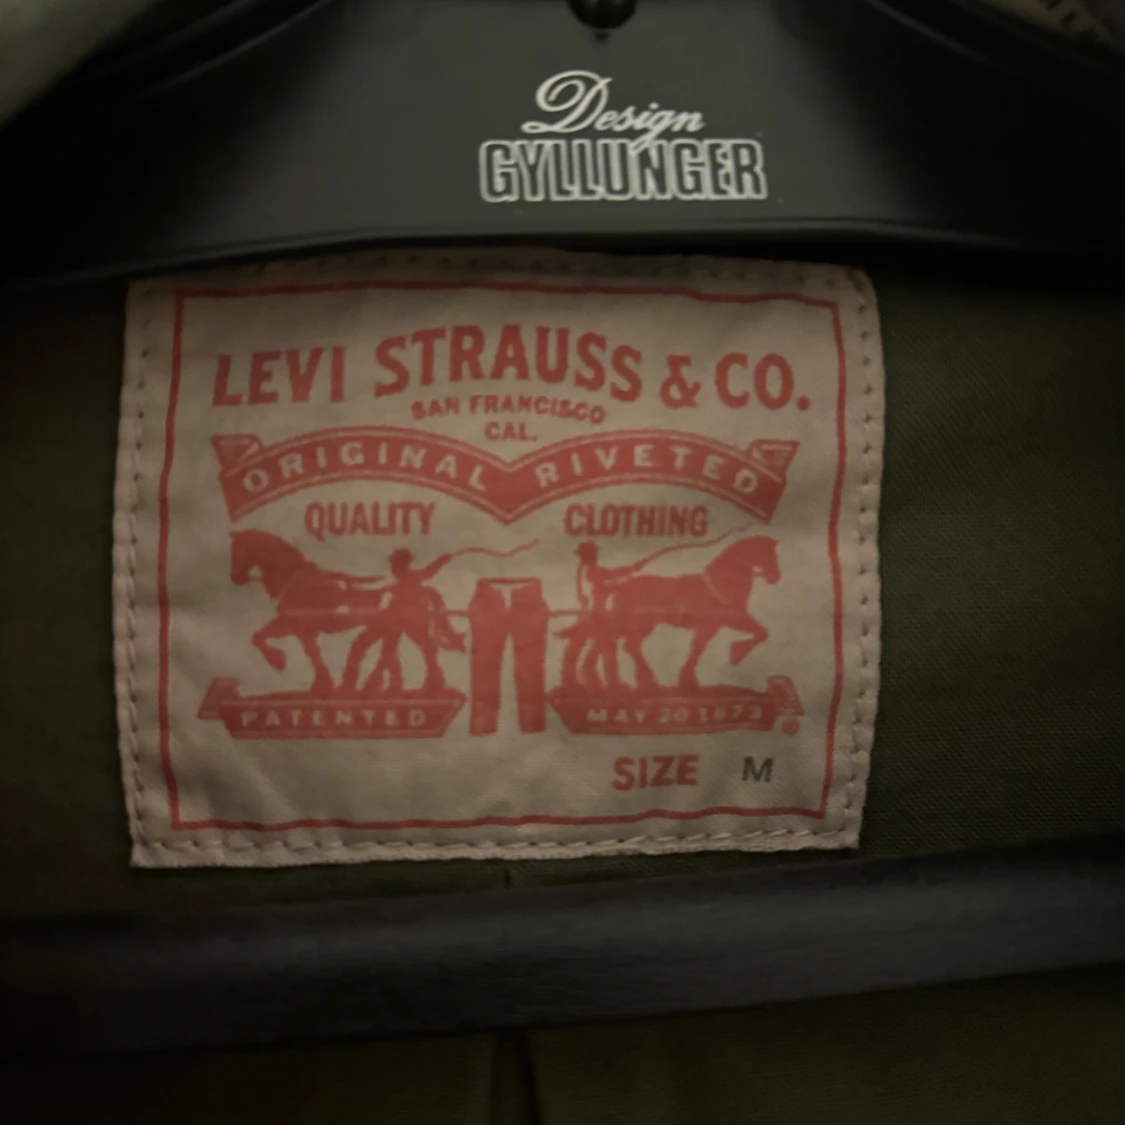 Design
GYLLUNGER
LEVI STRAUSS & CO.
SAN FRANCISCO
CAL.
ORIGINAL RIVETED
QUALITY CLOTHING
PATENTED MAY 20 1873
SIZE M